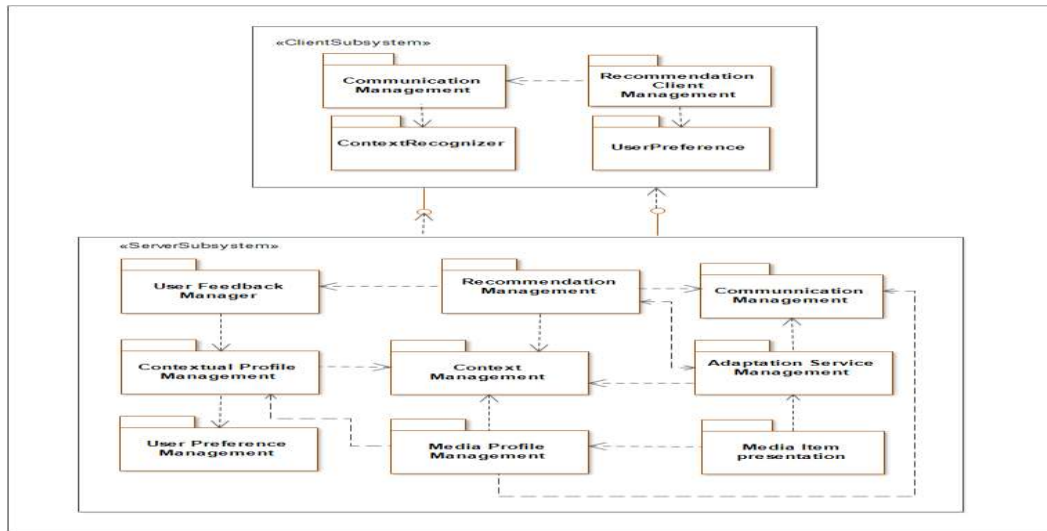 «ClientSubsystem»
Communication
Management
Recommendation
Client
Management
ContextRecognizer
UserPreference
«ServerSubsystem»
User Feedback
Manager
Recommendation
Management
Communnication
Management
Contextual Profile
Management
Context
Management
Adaptation Service
Management
User Preference
Management
Media Profile
Management
Media Item
presentation